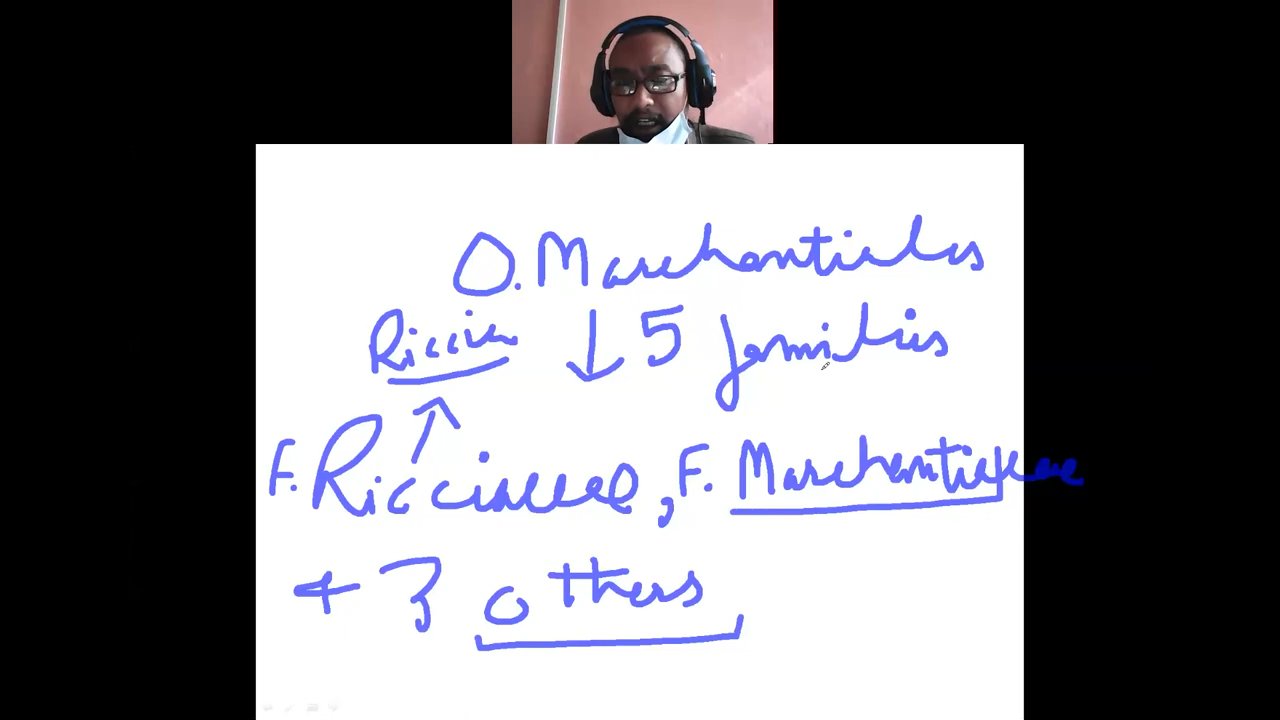 O. Marchantiales
Riccia ↓ 5 families
F. Ricciaceae, F. Marchantiaceae
+ 3 others